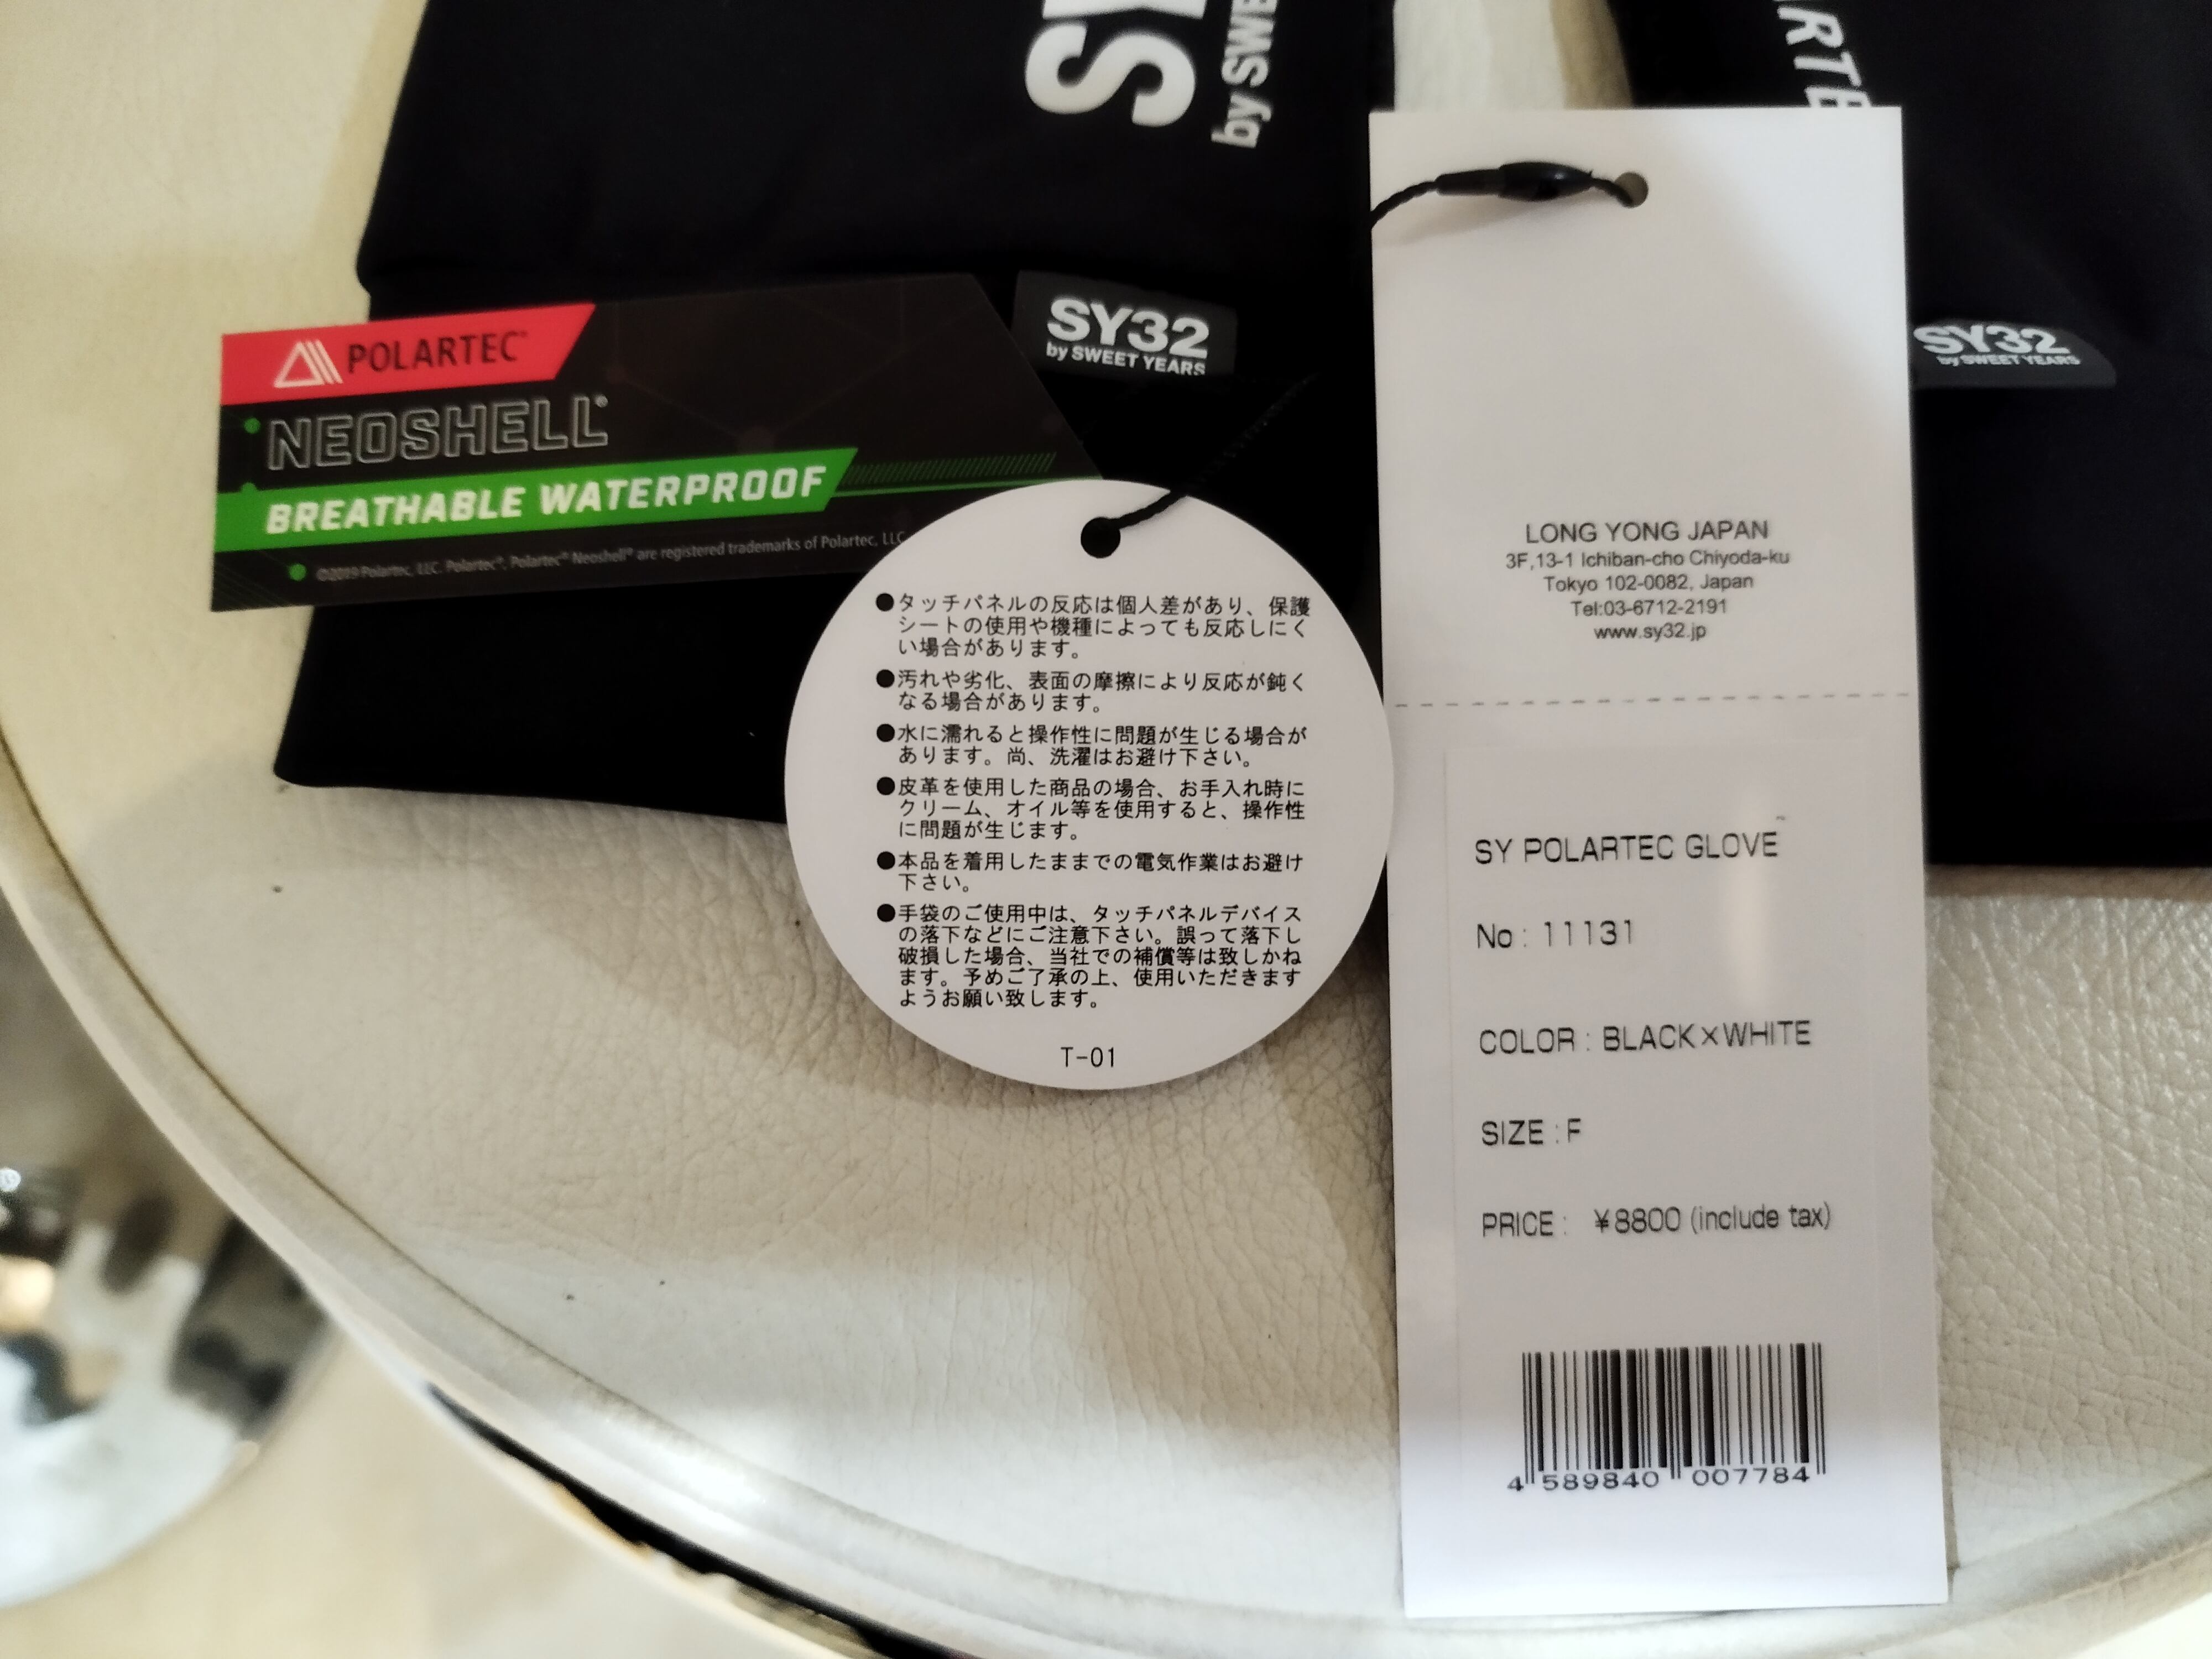 SY
by SWE
ARTE
POLARTEC
NEOSHELL®
BREATHABLE WATERPROOF
©2019 Polartec, LLC. Polartec®, Polartec® Neoshell® are registered trademarks of Polartec, LLC
SY32
by SWEET YEARS
SY32
by SWEET YEARS
●タッチパネルの反応は個人差があり、保護
シートの使用や機種によっても反応しにく
い場合があります。
●汚れや劣化、表面の摩擦により反応が鈍く
なる場合があります。
●水に濡れると操作性に問題が生じる場合が
あります。尚、洗濯はお避け下さい。
●皮革を使用した商品の場合、お手入れ時に
クリーム、オイル等を使用すると、操作性
に問題が生じます。
●本品を着用したままでの電気作業はお避け
下さい。
●手袋のご使用中は、タッチパネルデバイス
の落下などにご注意下さい。誤って落下し
破損した場合、当社での補償等は致しかね
ます。予めご了承の上、使用いただきます
ようお願い致します。
T-01
LONG YONG JAPAN
3F,13-1 Ichiban-cho Chiyoda-ku
Tokyo 102-0082, Japan
Tel:03-6712-2191
www.sy32.jp
SY POLARTEC GLOVE
No : 11131
COLOR : BLACK×WHITE
SIZE : F
PRICE : ¥8800 (include tax)
4 589840 007784